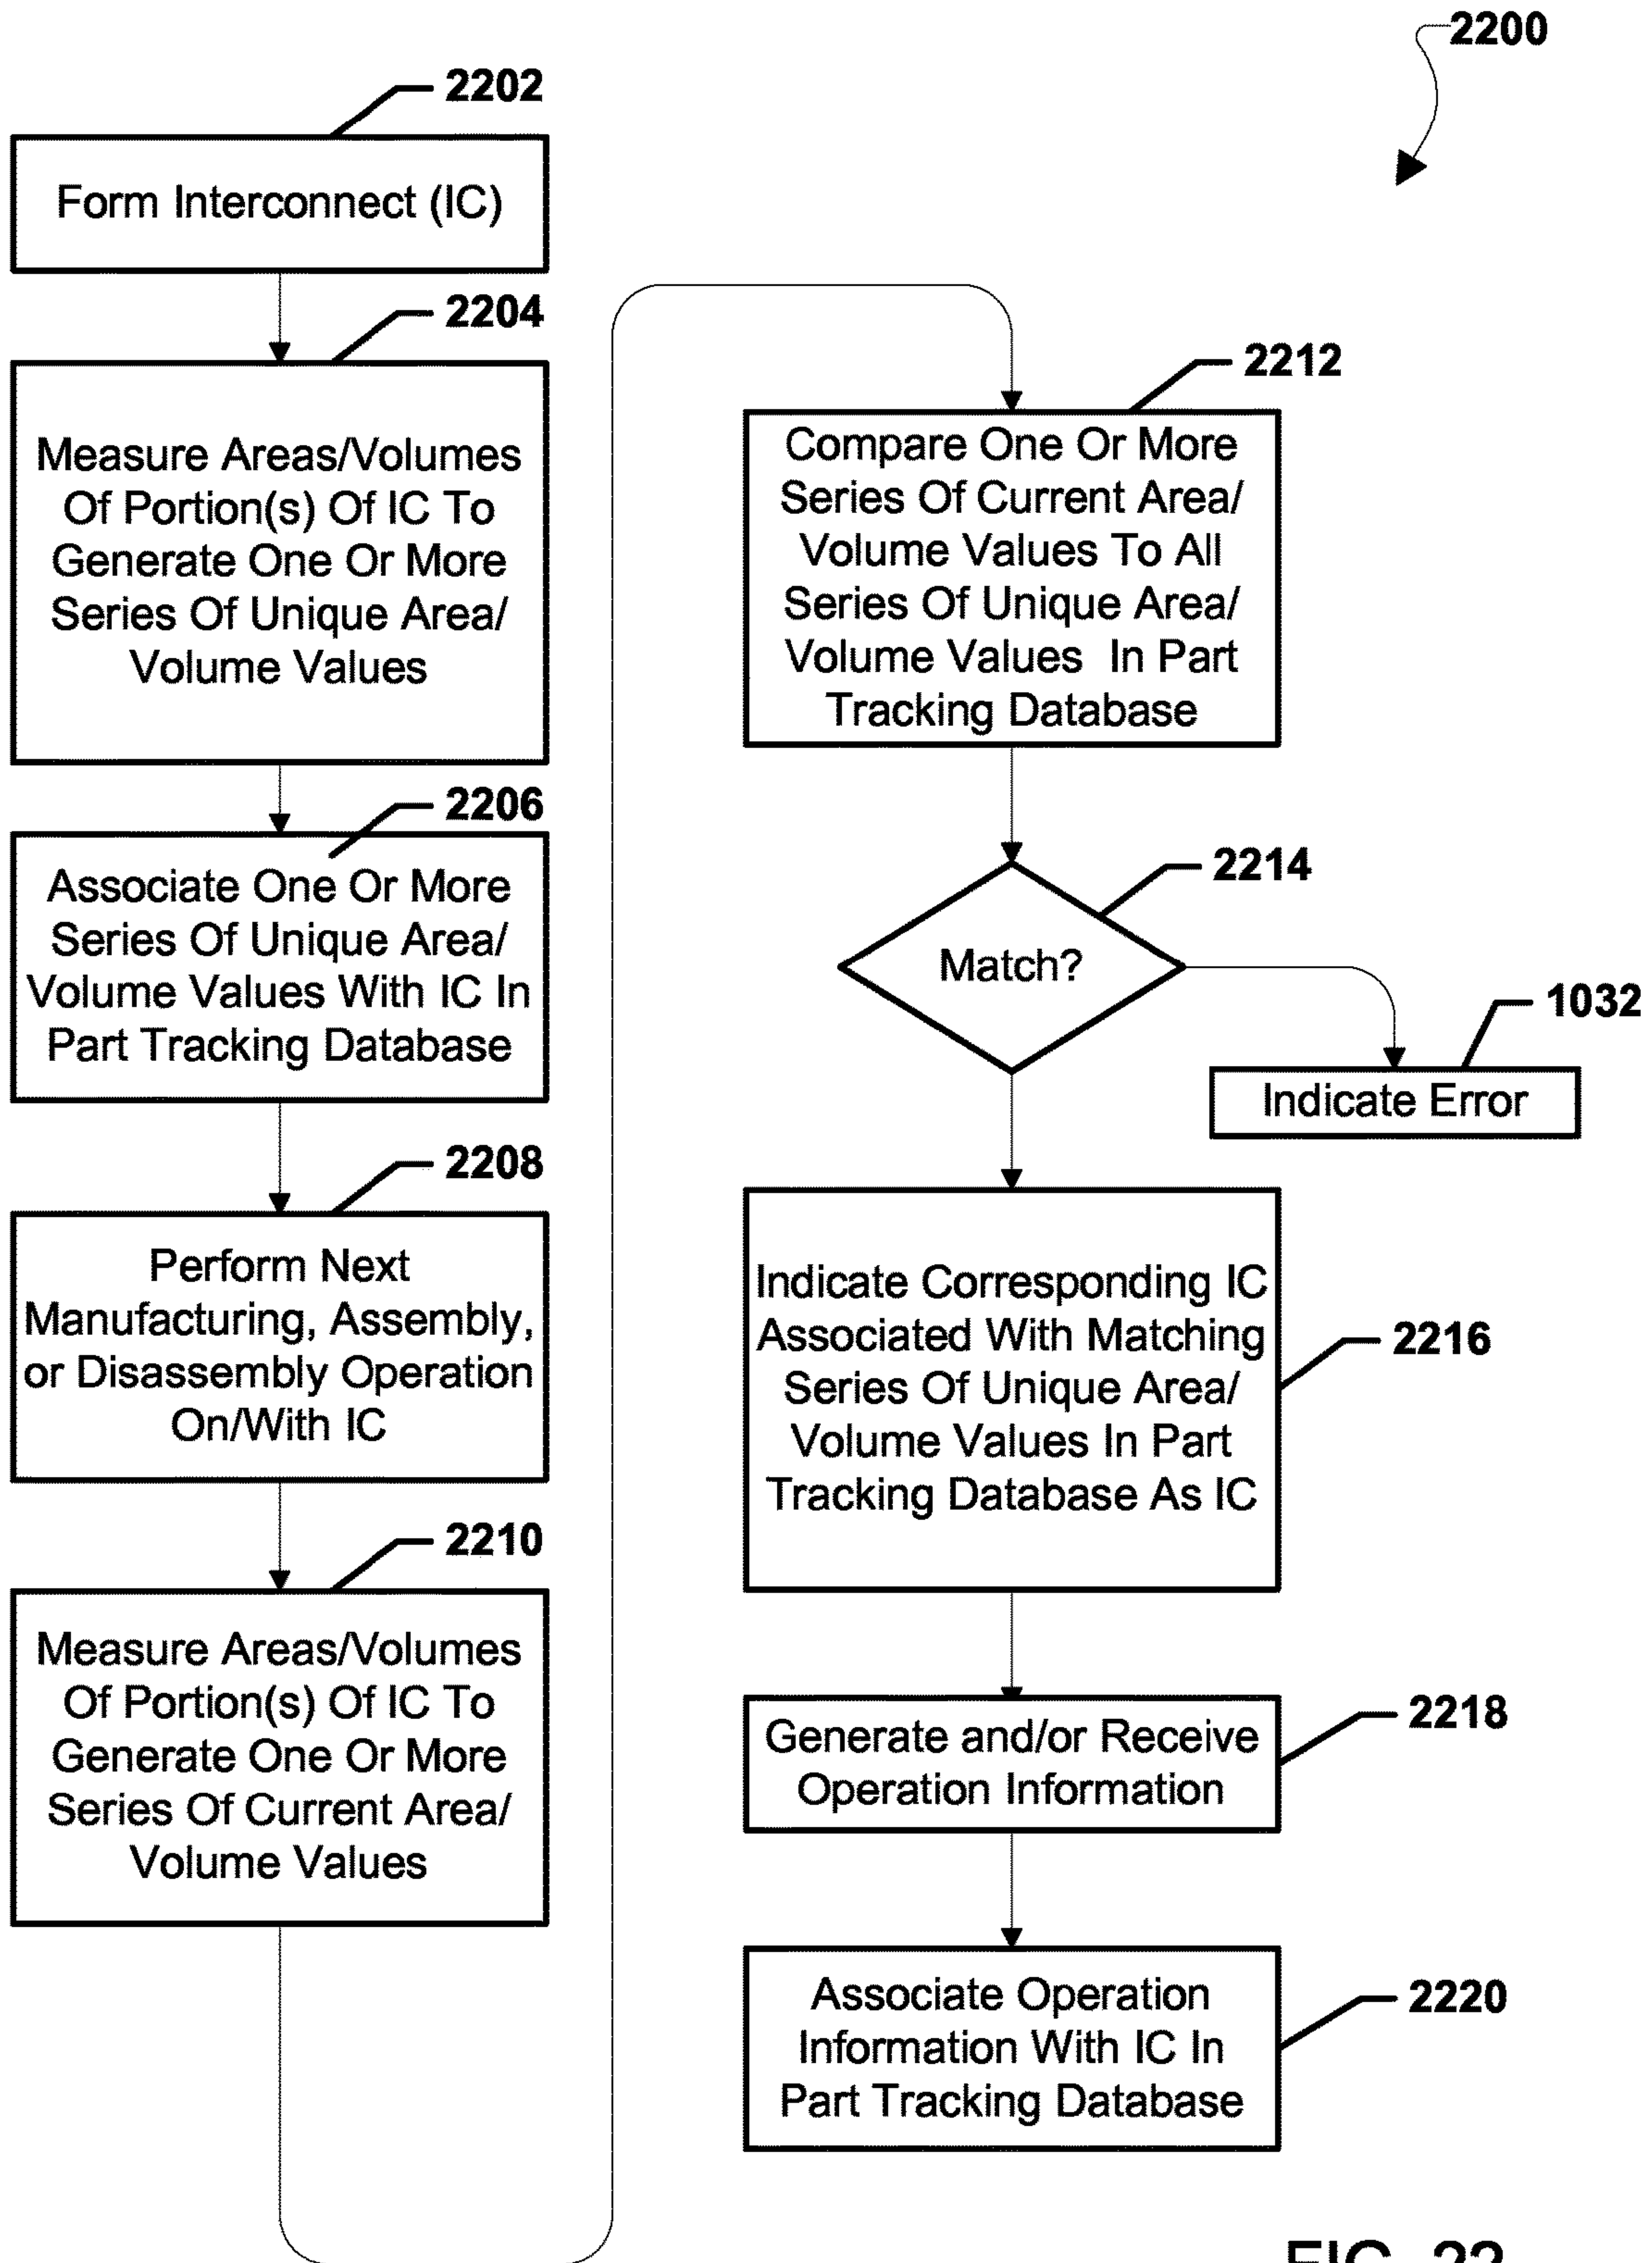 2200
2202
Form Interconnect (IC)
2204
Measure Areas/Volumes
Of Portion(s) Of IC To
Generate One Or More
Series Of Unique Area/
Volume Values
2206
Associate One Or More
Series Of Unique Area/
Volume Values With IC In
Part Tracking Database
2208
Perform Next
Manufacturing, Assembly,
or Disassembly Operation
On/With IC
2210
Measure Areas/Volumes
Of Portion(s) Of IC To
Generate One Or More
Series Of Current Area/
Volume Values
2212
Compare One Or More
Series Of Current Area/
Volume Values To All
Series Of Unique Area/
Volume Values In Part
Tracking Database
2214
Match?
1032
Indicate Error
Indicate Corresponding IC
Associated With Matching
Series Of Unique Area/
Volume Values In Part
Tracking Database As IC
2216
Generate and/or Receive
Operation Information
2218
Associate Operation
Information With IC In
Part Tracking Database
2220
FIG. 22